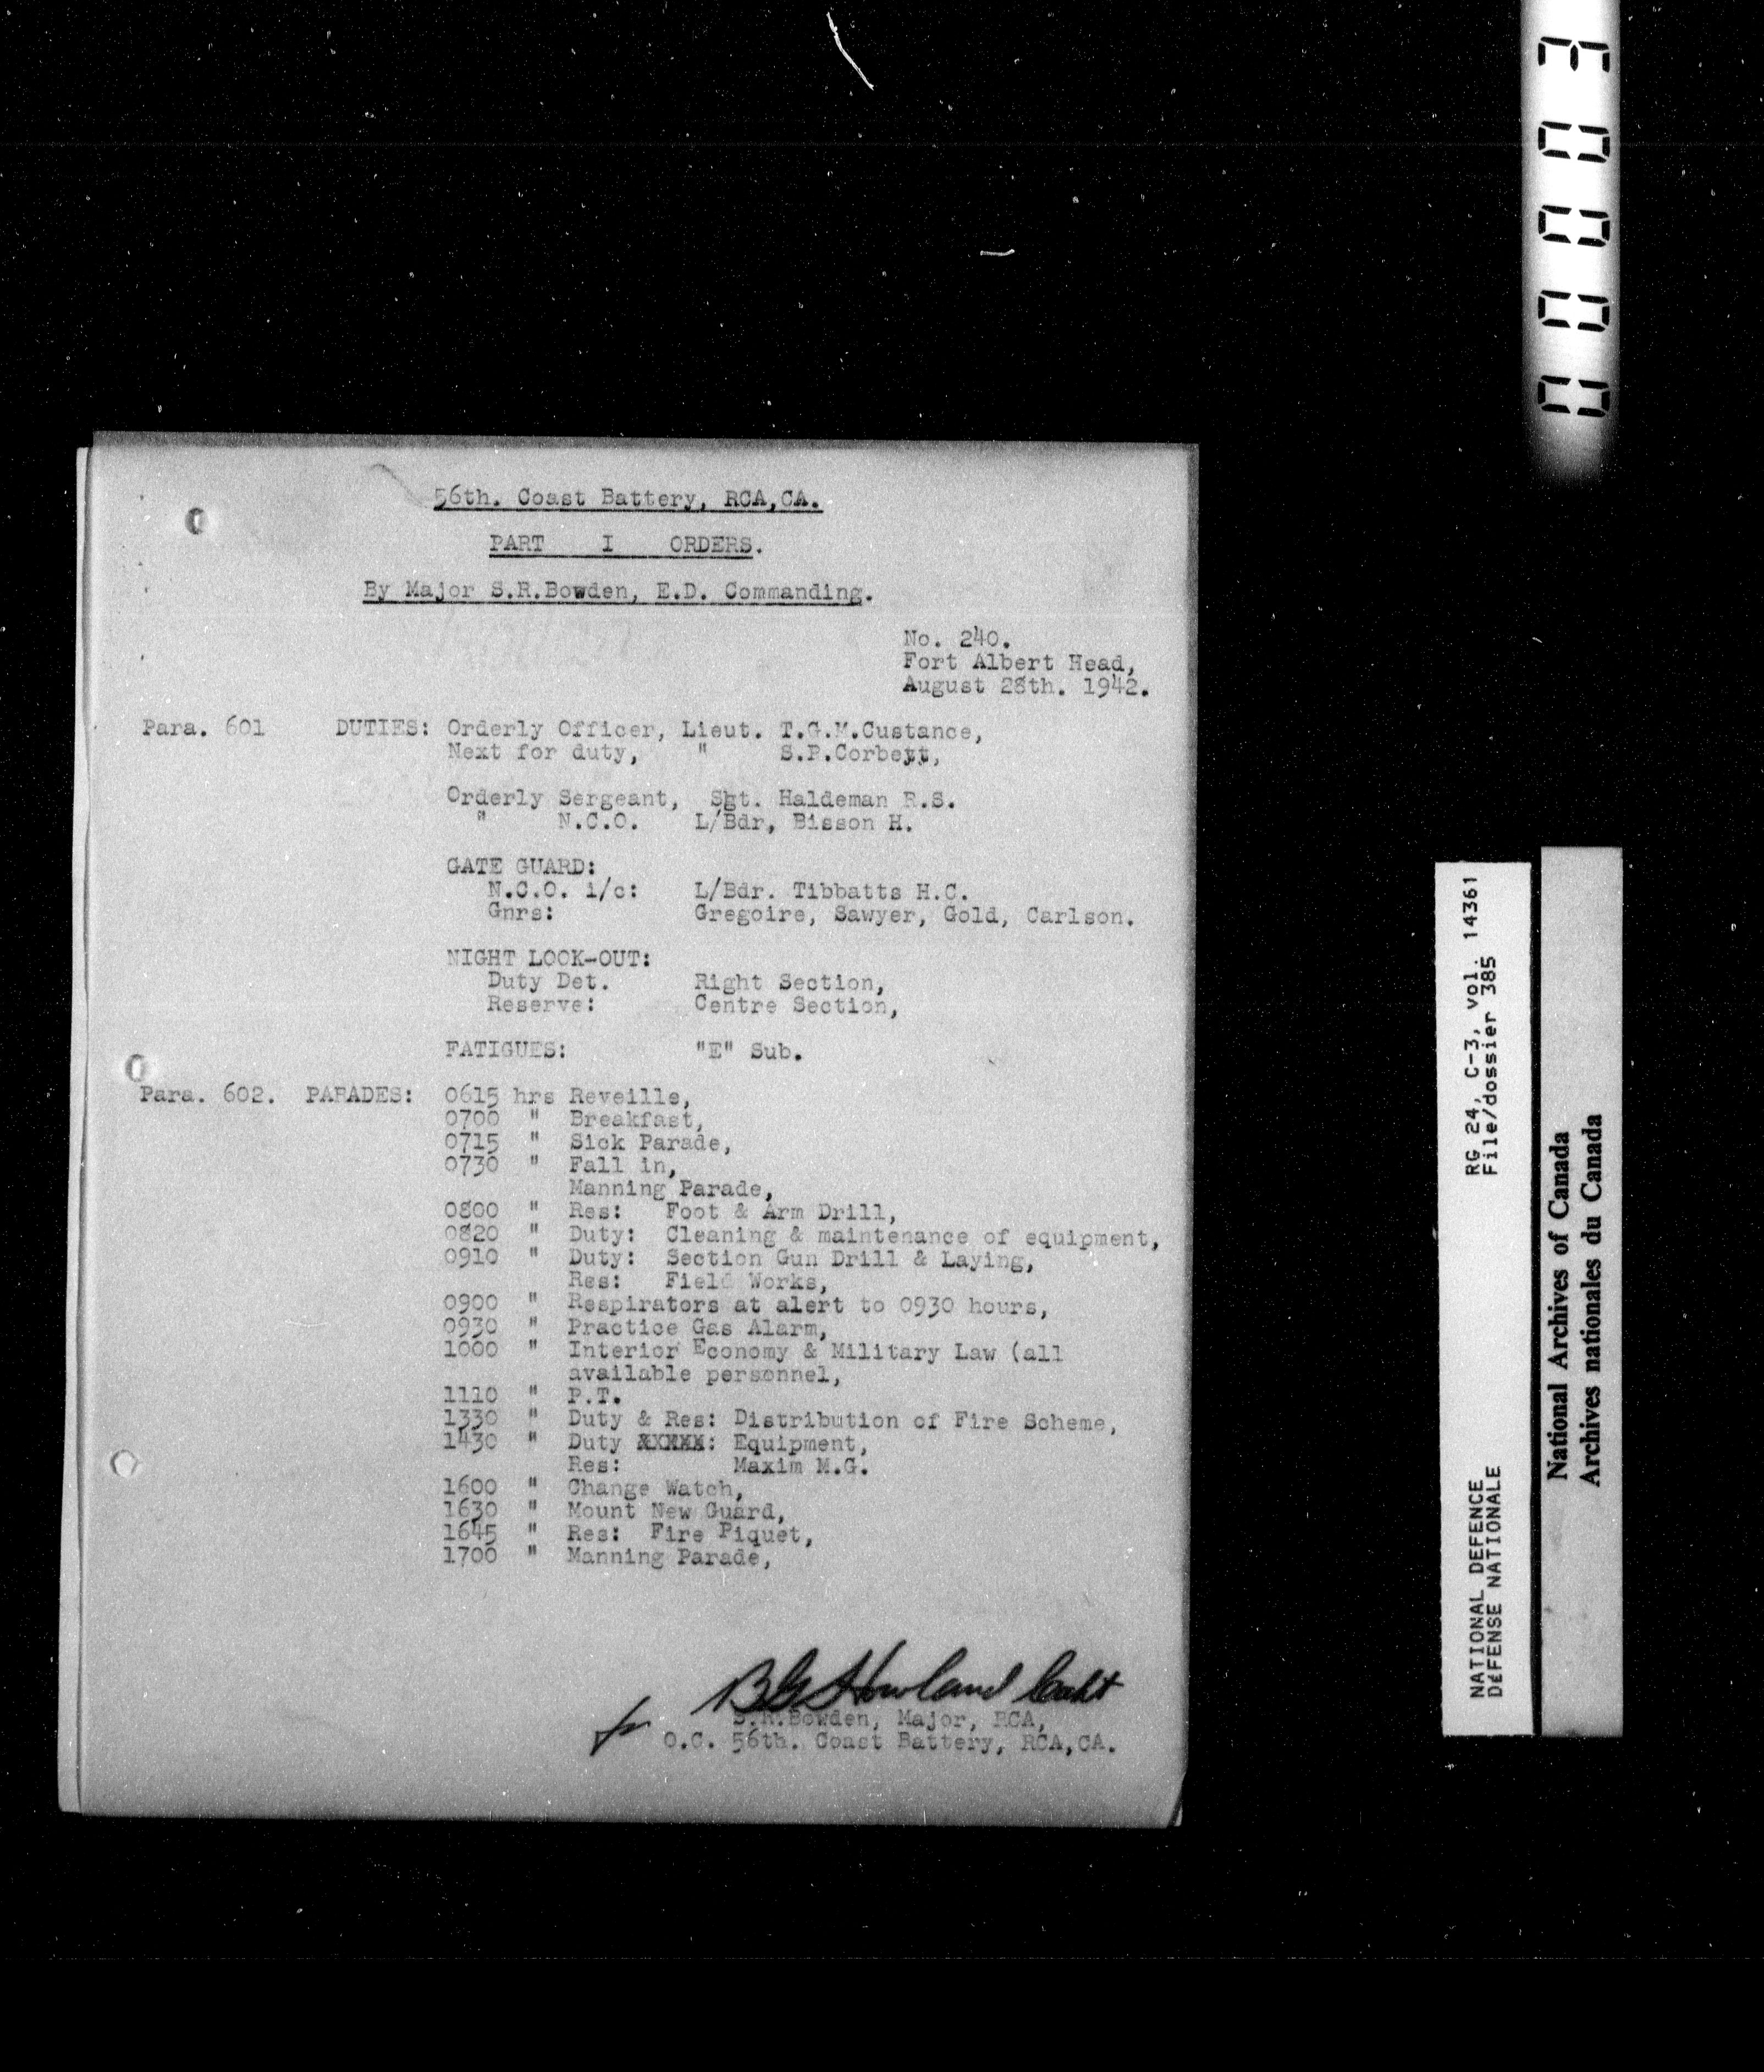 56th. Coast Battery, RCA,CA.
PART I ORDERS.
By Major S.R.Bowden, E.D. Commanding.
No. 240.
Fort Albert Head,
August 28th. 1942.
Para. 601 DUTIES: Orderly Officer, Lieut. T.G.M.Custance,
Next for duty, " S.P.Corbett,
Orderly Sergeant, Sgt. Haldeman R.S.
" N.C.O. L/Bdr, Bisson H.
GATE GUARD:
N.C.O. i/c: L/Bdr. Tibbatts H.C.
Gnrs: Gregoire, Sawyer, Gold, Carlson.
NIGHT LOOK-OUT:
Duty Det. Right Section,
Reserve: Centre Section,
FATIGUES: "E" Sub.
Para. 602. PARADES: 0615 hrs Reveille,
0700 " Breakfast,
0715 " Sick Parade,
0730 " Fall in,
Manning Parade,
0800 " Res: Foot & Arm Drill,
0820 " Duty: Cleaning & maintenance of equipment,
0910 " Duty: Section Gun Drill & Laying,
Res: Field Works,
0900 " Respirators at alert to 0930 hours,
0930 " Practice Gas Alarm,
1000 " Interior Economy & Military Law (all
available personnel,
1110 " P.T.
1330 " Duty & Res: Distribution of Fire Scheme,
1430 " Duty &XXXX: Equipment,
Res: Maxim M.G.
1600 " Change Watch,
1630 " Mount New Guard,
1645 " Res: Fire Piquet,
1700 " Manning Parade,
BG Howland Capt
for S.R.Bowden, Major, RCA,
O.C. 56th. Coast Battery, RCA,CA.
NATIONAL DEFENCE RG 24, C-3, vol. 14361
DÉFENSE NATIONALE File/dossier 385
National Archives of Canada
Archives nationales du Canada